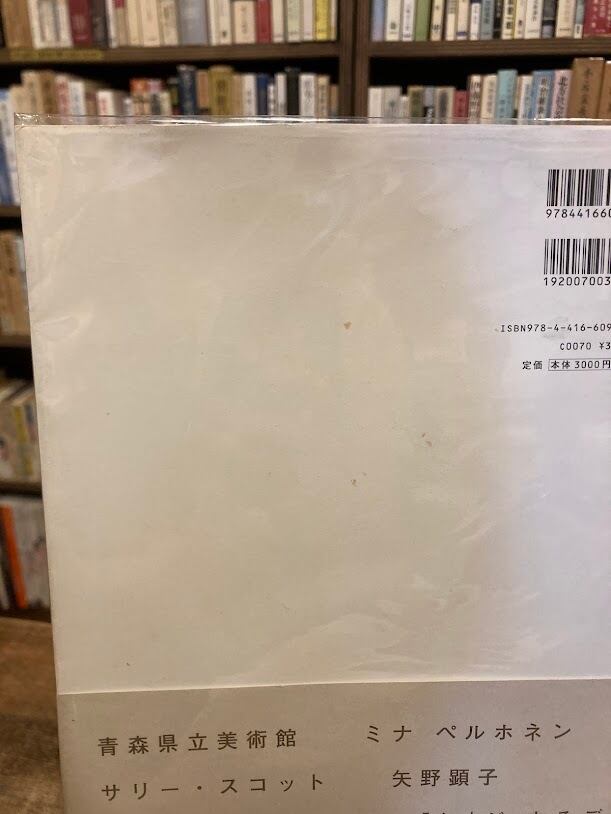 978441660
192007003
ISBN978-4-416-609
C0070 ¥3
定価 本体3000円
青森県立美術館 ミナ ペルホネン
サリー・スコット 矢野顕子